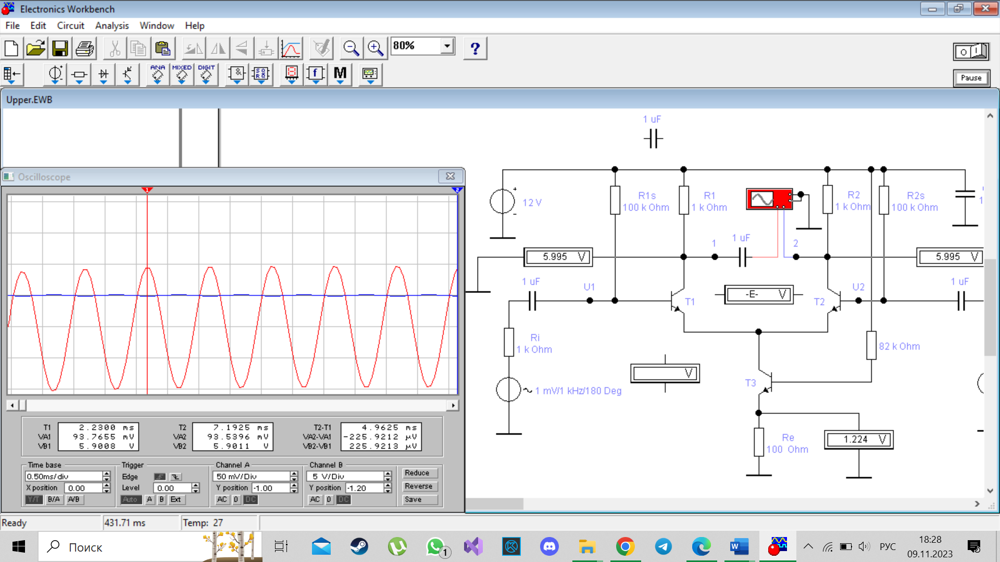 Electronics Workbench
File Edit Circuit Analysis Window Help
80%
?
ANA MIXED DIGIT
M
Pause
Upper.EWB
Oscilloscope
1 2
T1 2.2300 ms
VA1 93.7655 mV
VB1 5.9008 V
T2 7.1925 ms
VA2 93.5396 mV
VB2 5.9011 V
T2-T1 4.9625 ms
VA2-VA1 -225.9212 µV
VB2-VB1 225.9213 µV
Time base
0.50ms/div
X position 0.00
Y/T B/A A/B
Trigger
Edge
Level 0.00
Auto A B Ext
Channel A
50 mV/Div
Y position -1.00
AC 0 DC
Channel B
5 V/Div
Y position -1.20
AC 0 DC
Reduce
Reverse
Save
1 uF
12 V
R1s
100 k Ohm
R1
1 k Ohm
R2
1 k Ohm
R2s
100 k Ohm
1
1 uF
2
5.995 V
5.995 V
1 uF
U1
T1
-E- V
T2
U2
1 uF
Ri
1 k Ohm
82 k Ohm
V
T3
1 mV/1 kHz/180 Deg
Re
100 Ohm
1.224 V
Ready 431.71 ms Temp: 27
Поиск
1
РУС
18:28
09.11.2023